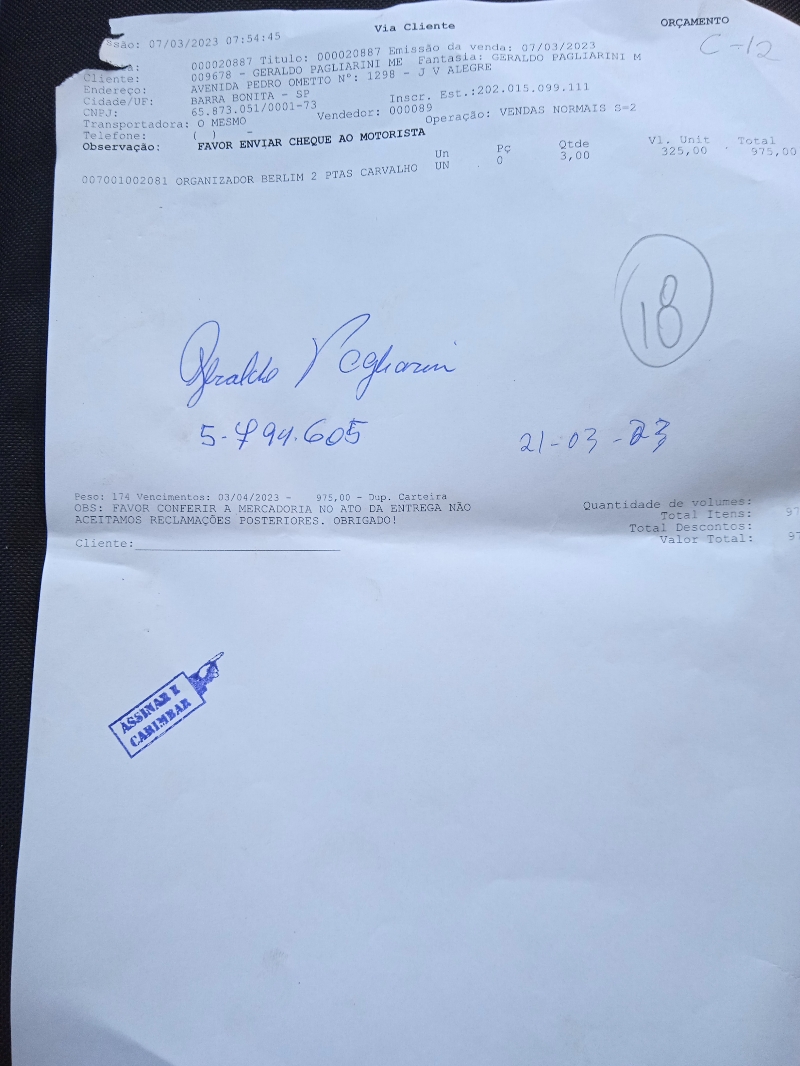 Via Cliente
ORÇAMENTO
ssão: 07/03/2023 07:54:45
C-12
a: 000020887 Titulo: 000020887 Emissão da venda: 07/03/2023
Cliente: 009678 - GERALDO PAGLIARINI ME Fantasia: GERALDO PAGLIARINI M
Endereço: AVENIDA PEDRO OMETTO Nº: 1298 - J V ALEGRE
Cidade/UF: BARRA BONITA - SP Inscr. Est.:202.015.099.111
CNPJ: 65.873.051/0001-73
Transportadora: O MESMO Vendedor: 000089 Operação: VENDAS NORMAIS S=2
Telefone: ( ) -
Observação: FAVOR ENVIAR CHEQUE AO MOTORISTA
Un Pç Qtde Vl. Unit Total
007001002081 ORGANIZADOR BERLIM 2 PTAS CARVALHO UN 0 3,00 325,00 975,00
18
Geraldo Pagliarini
5-794.605
21-03-23
Peso: 174 Vencimentos: 03/04/2023 - 975,00 - Dup. Carteira
OBS: FAVOR CONFERIR A MERCADORIA NO ATO DA ENTREGA NÃO
ACEITAMOS RECLAMAÇÕES POSTERIORES. OBRIGADO!
Quantidade de volumes:
Total Itens: 97
Total Descontos:
Valor Total: 97
Cliente:
ASSINAR E
CARIMBAR